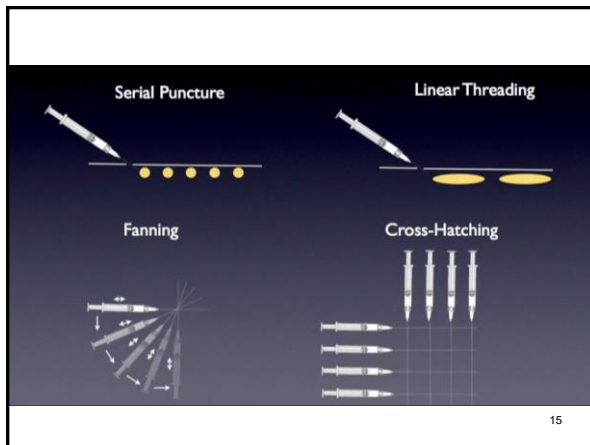 Serial Puncture
Linear Threading
Fanning
Cross-Hatching
15